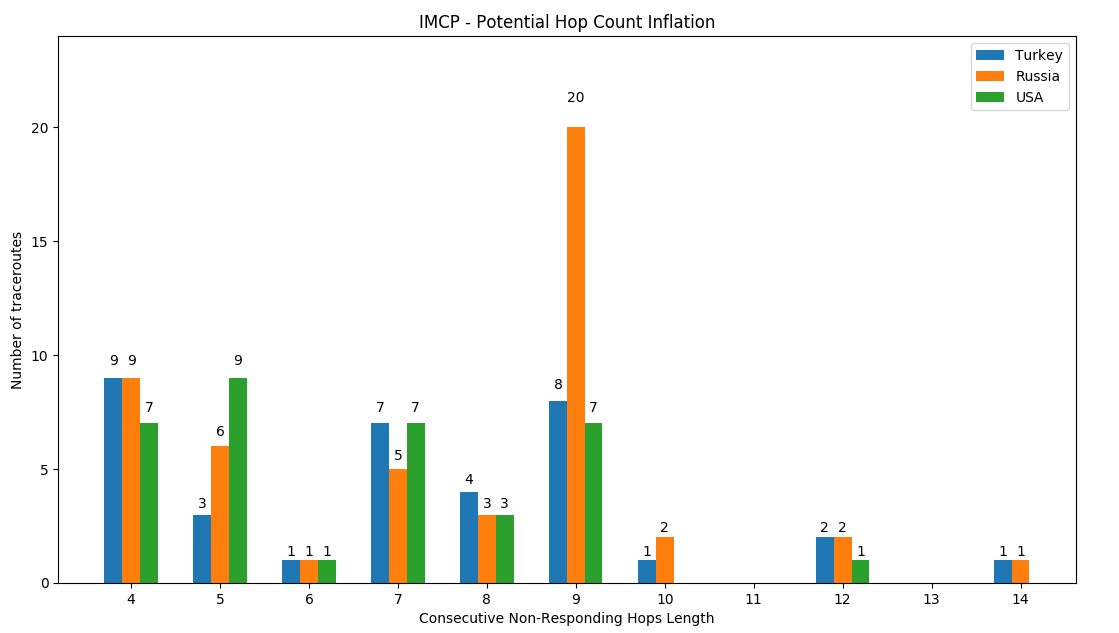 IMCP - Potential Hop Count Inflation
Turkey
Russia
USA
Number of traceroutes
20
15
10
5
0
9 9 7
3 6 9
1 1 1
7 5 7
4 3 3
8 20 7
1 2
2 2 1
1 1
4 5 6 7 8 9 10 11 12 13 14
Consecutive Non-Responding Hops Length